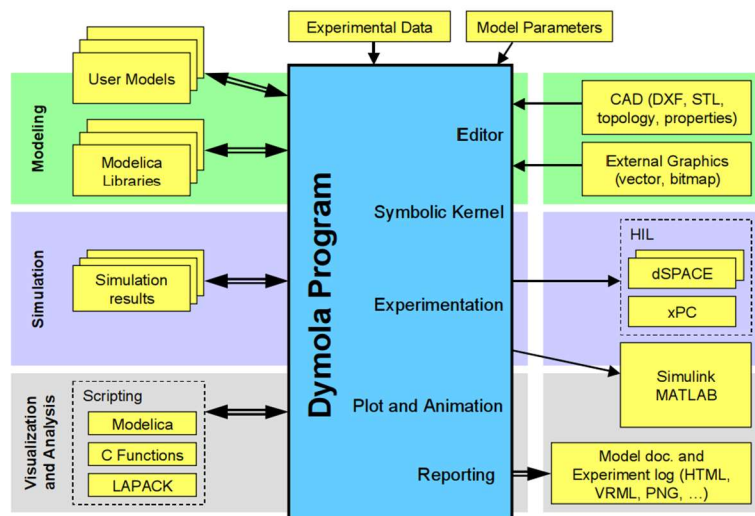 Experimental Data
Model Parameters
Modeling
User Models
Modelica
Libraries
Simulation
Simulation
results
Visualization
and Analysis
Scripting
Modelica
C Functions
LAPACK
Dymola Program
Editor
Symbolic Kernel
Experimentation
Plot and Animation
Reporting
CAD (DXF, STL,
topology, properties)
External Graphics
(vector, bitmap)
HIL
dSPACE
xPC
Simulink
MATLAB
Model doc. and
Experiment log (HTML,
VRML, PNG, …)